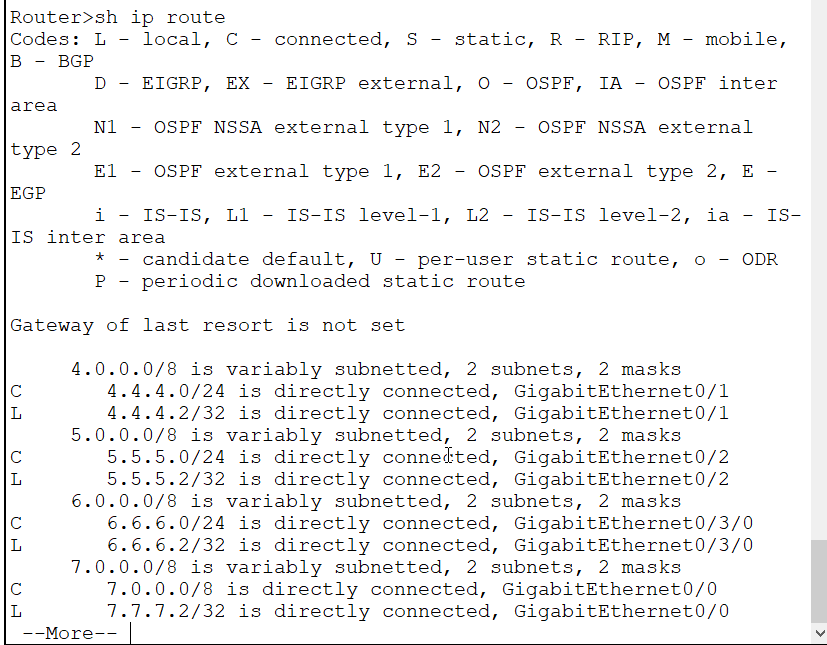 Router>sh ip route
Codes: L - local, C - connected, S - static, R - RIP, M - mobile,
B - BGP
       D - EIGRP, EX - EIGRP external, O - OSPF, IA - OSPF inter
area
       N1 - OSPF NSSA external type 1, N2 - OSPF NSSA external
type 2
       E1 - OSPF external type 1, E2 - OSPF external type 2, E -
EGP
       i - IS-IS, L1 - IS-IS level-1, L2 - IS-IS level-2, ia - IS-
IS inter area
       * - candidate default, U - per-user static route, o - ODR
       P - periodic downloaded static route

Gateway of last resort is not set

     4.0.0.0/8 is variably subnetted, 2 subnets, 2 masks
C       4.4.4.0/24 is directly connected, GigabitEthernet0/1
L       4.4.4.2/32 is directly connected, GigabitEthernet0/1
     5.0.0.0/8 is variably subnetted, 2 subnets, 2 masks
C       5.5.5.0/24 is directly connected, GigabitEthernet0/2
L       5.5.5.2/32 is directly connected, GigabitEthernet0/2
     6.0.0.0/8 is variably subnetted, 2 subnets, 2 masks
C       6.6.6.0/24 is directly connected, GigabitEthernet0/3/0
L       6.6.6.2/32 is directly connected, GigabitEthernet0/3/0
     7.0.0.0/8 is variably subnetted, 2 subnets, 2 masks
C       7.0.0.0/8 is directly connected, GigabitEthernet0/0
L       7.7.7.2/32 is directly connected, GigabitEthernet0/0
 --More--